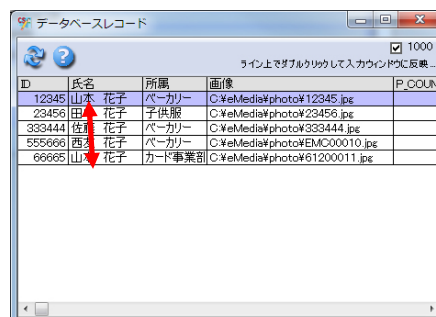 データベースレコード
1000
ライン上でダブルクリックして入力ウィンドウに反映...
ID 氏名 所属 画像 P_COUN
12345 山本 花子 ベーカリー C:¥eMedia¥photo¥12345.jpg
23456 田 花子 子供服 C:¥eMedia¥photo¥23456.jpg
333444 佐藤 花子 ベーカリー C:¥eMedia¥photo¥333444.jpg
555666 西友 花子 ベーカリー C:¥eMedia¥photo¥EMC00010.jpg
66665 山本 花子 カード事業部 C:¥eMedia¥photo¥61200011.jpg